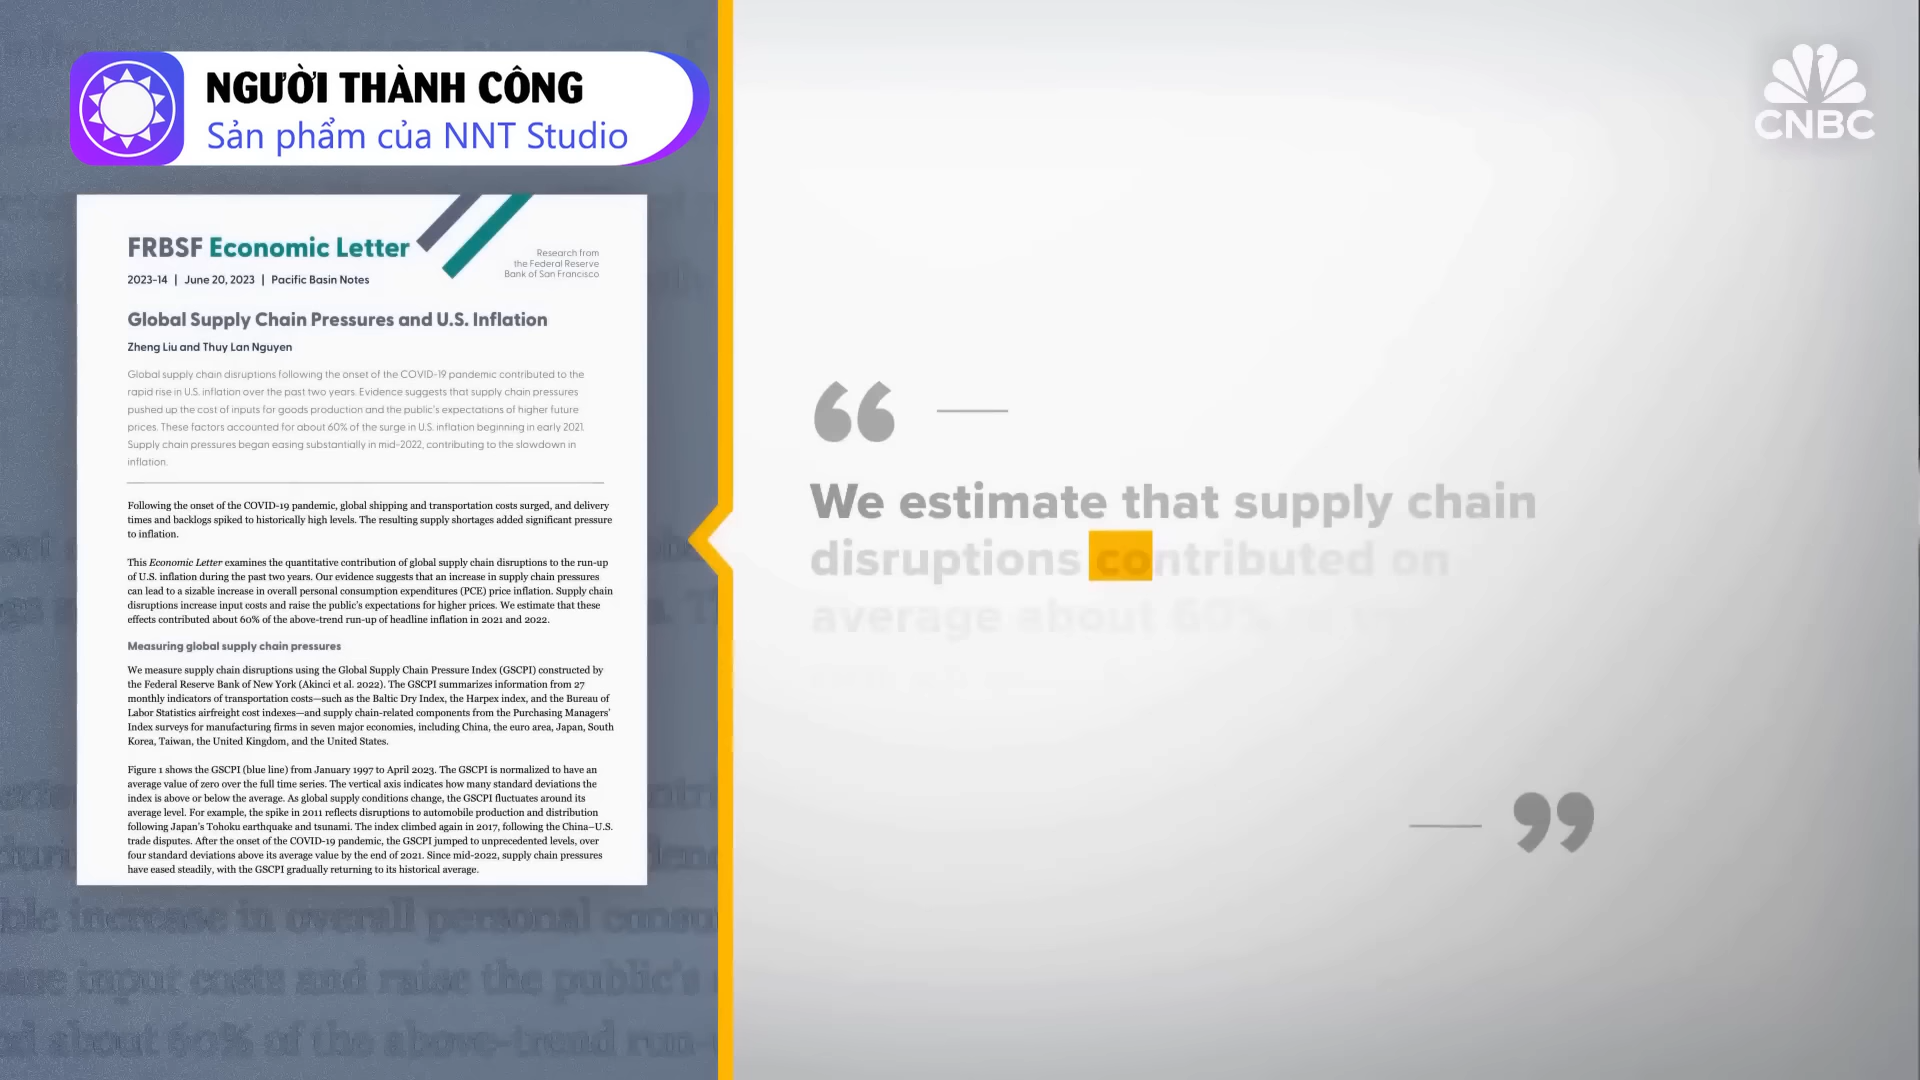 NGƯỜI THÀNH CÔNG
Sản phẩm của NNT Studio
CNBC
FRBSF Economic Letter
Research from
the Federal Reserve
Bank of San Francisco
2023-14 | June 20, 2023 | Pacific Basin Notes
Global Supply Chain Pressures and U.S. Inflation
Zheng Liu and Thuy Lan Nguyen
Global supply chain disruptions following the onset of the COVID-19 pandemic contributed to the
rapid rise in U.S. inflation over the past two years. Evidence suggests that supply chain pressures
pushed up the cost of inputs for goods production and the public's expectations of higher future
prices. These factors accounted for about 60% of the surge in U.S. inflation beginning in early 2021.
Supply chain pressures began easing substantially in mid-2022, contributing to the slowdown in
inflation.
Following the onset of the COVID-19 pandemic, global shipping and transportation costs surged, and delivery
times and backlogs spiked to historically high levels. The resulting supply shortages added significant pressure
to inflation.
This Economic Letter examines the quantitative contribution of global supply chain disruptions to the run-up
of U.S. inflation during the past two years. Our evidence suggests that an increase in supply chain pressures
can lead to a sizable increase in overall personal consumption expenditures (PCE) price inflation. Supply chain
disruptions increase input costs and raise the public's expectations for higher prices. We estimate that these
effects contributed about 60% of the above-trend run-up of headline inflation in 2021 and 2022.
Measuring global supply chain pressures
We measure supply chain disruptions using the Global Supply Chain Pressure Index (GSCPI) constructed by
the Federal Reserve Bank of New York (Akinci et al. 2022). The GSCPI summarizes information from 27
monthly indicators of transportation costs—such as the Baltic Dry Index, the Harpex index, and the Bureau of
Labor Statistics airfreight cost indexes—and supply chain-related components from the Purchasing Managers'
Index surveys for manufacturing firms in seven major economies, including China, the euro area, Japan, South
Korea, Taiwan, the United Kingdom, and the United States.
Figure 1 shows the GSCPI (blue line) from January 1997 to April 2023. The GSCPI is normalized to have an
average value of zero over the full time series. The vertical axis indicates how many standard deviations the
index is above or below the average. As global supply conditions change, the GSCPI fluctuates around its
average level. For example, the spike in 2011 reflects disruptions to automobile production and distribution
following Japan's Tohoku earthquake and tsunami. The index climbed again in 2017, following the China–U.S.
trade disputes. After the onset of the COVID-19 pandemic, the GSCPI jumped to unprecedented levels, over
four standard deviations above its average value by the end of 2021. Since mid-2022, supply chain pressures
have eased steadily, with the GSCPI gradually returning to its historical average.
increase in overall personal
input costs and raise the public's
about 60% of the above-trend run-
“
We estimate that supply chain
disruptions contributed on
average about 60%
”